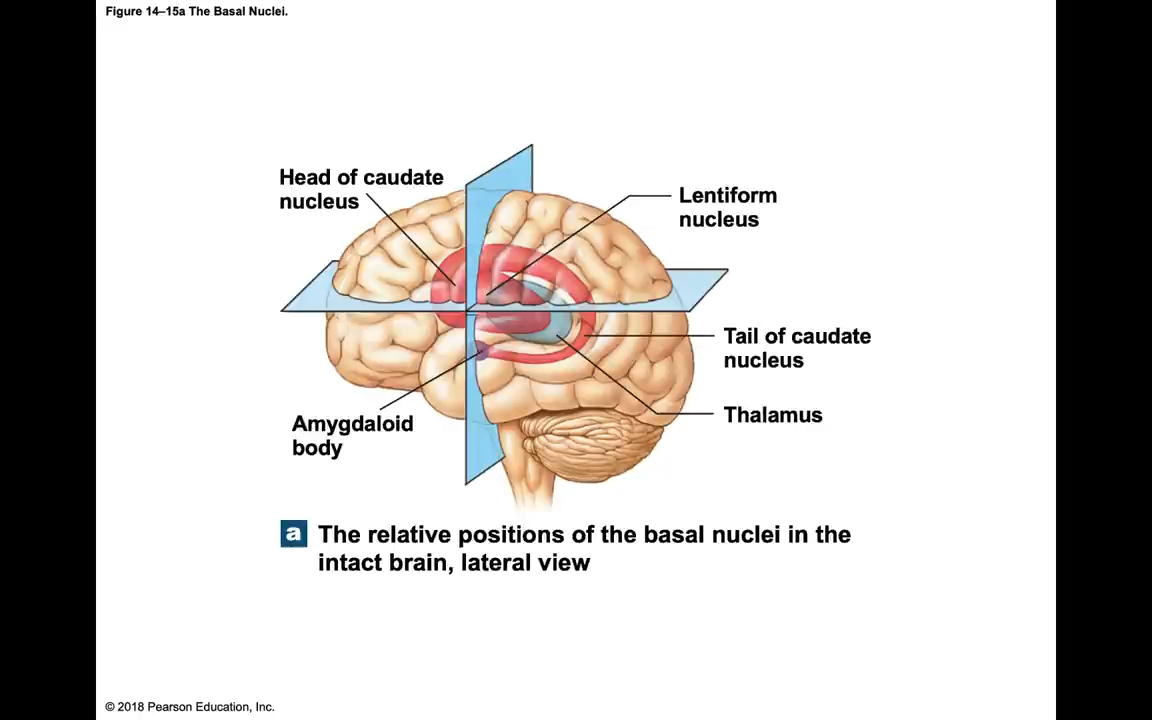 Figure 14–15a The Basal Nuclei.
Head of caudate
nucleus
Lentiform
nucleus
Tail of caudate
nucleus
Thalamus
Amygdaloid
body
a The relative positions of the basal nuclei in the
intact brain, lateral view
© 2018 Pearson Education, Inc.